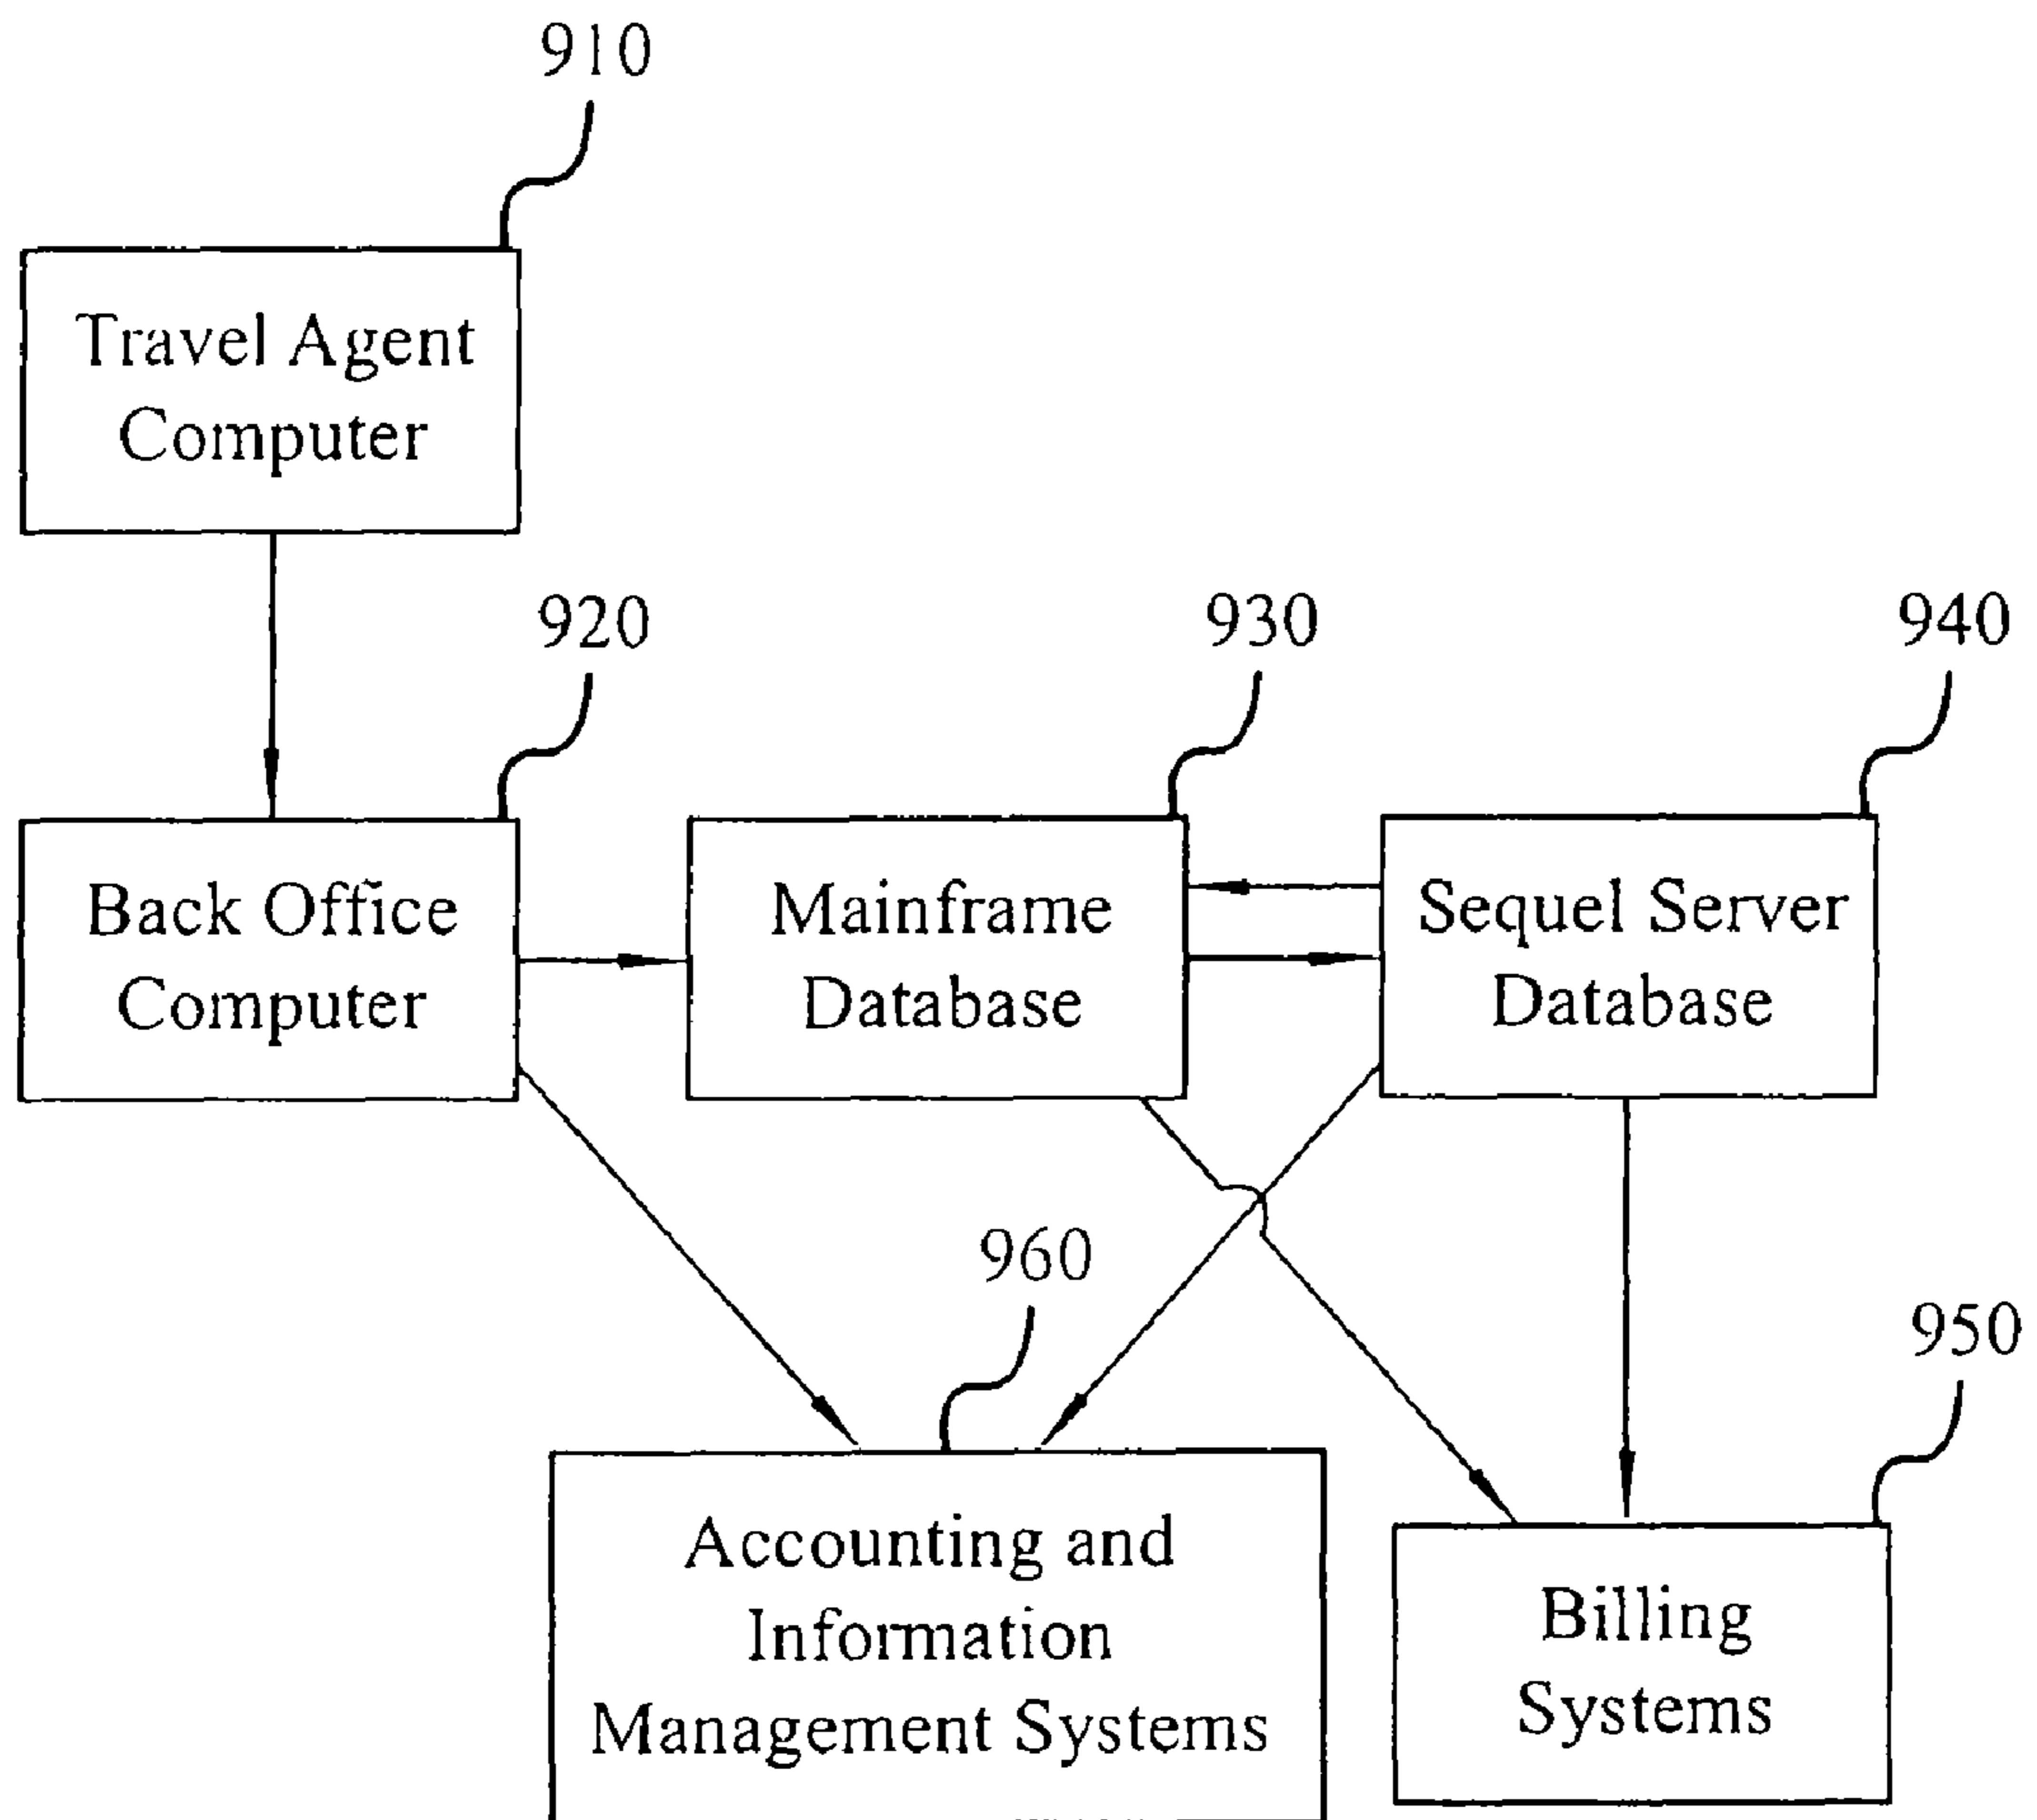 910
Travel Agent
Computer
920
930
940
Back Office
Computer
Mainframe
Database
Sequel Server
Database
960
950
Accounting and
Information
Management Systems
Billing
Systems